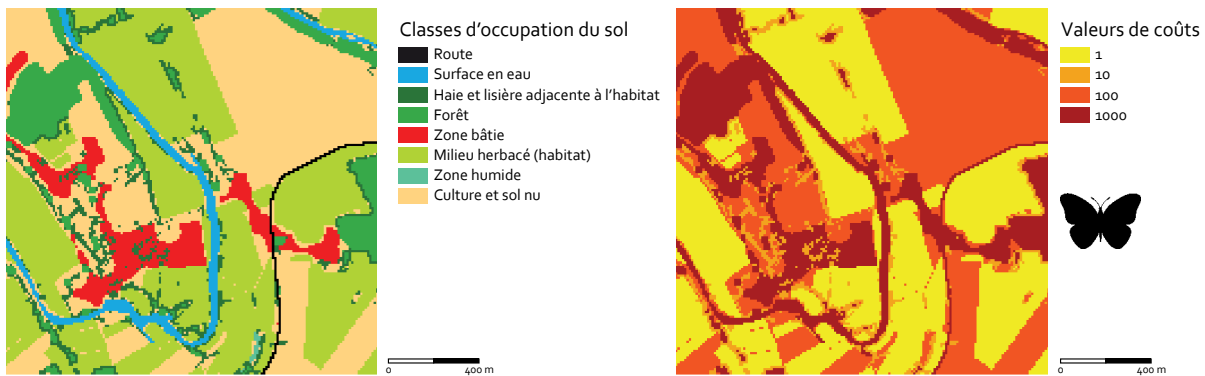 Classes d'occupation du sol
Route
Surface en eau
Haie et lisière adjacente à l'habitat
Forêt
Zone bâtie
Milieu herbacé (habitat)
Zone humide
Culture et sol nu
0 400 m
Valeurs de coûts
1
10
100
1000
0 400 m